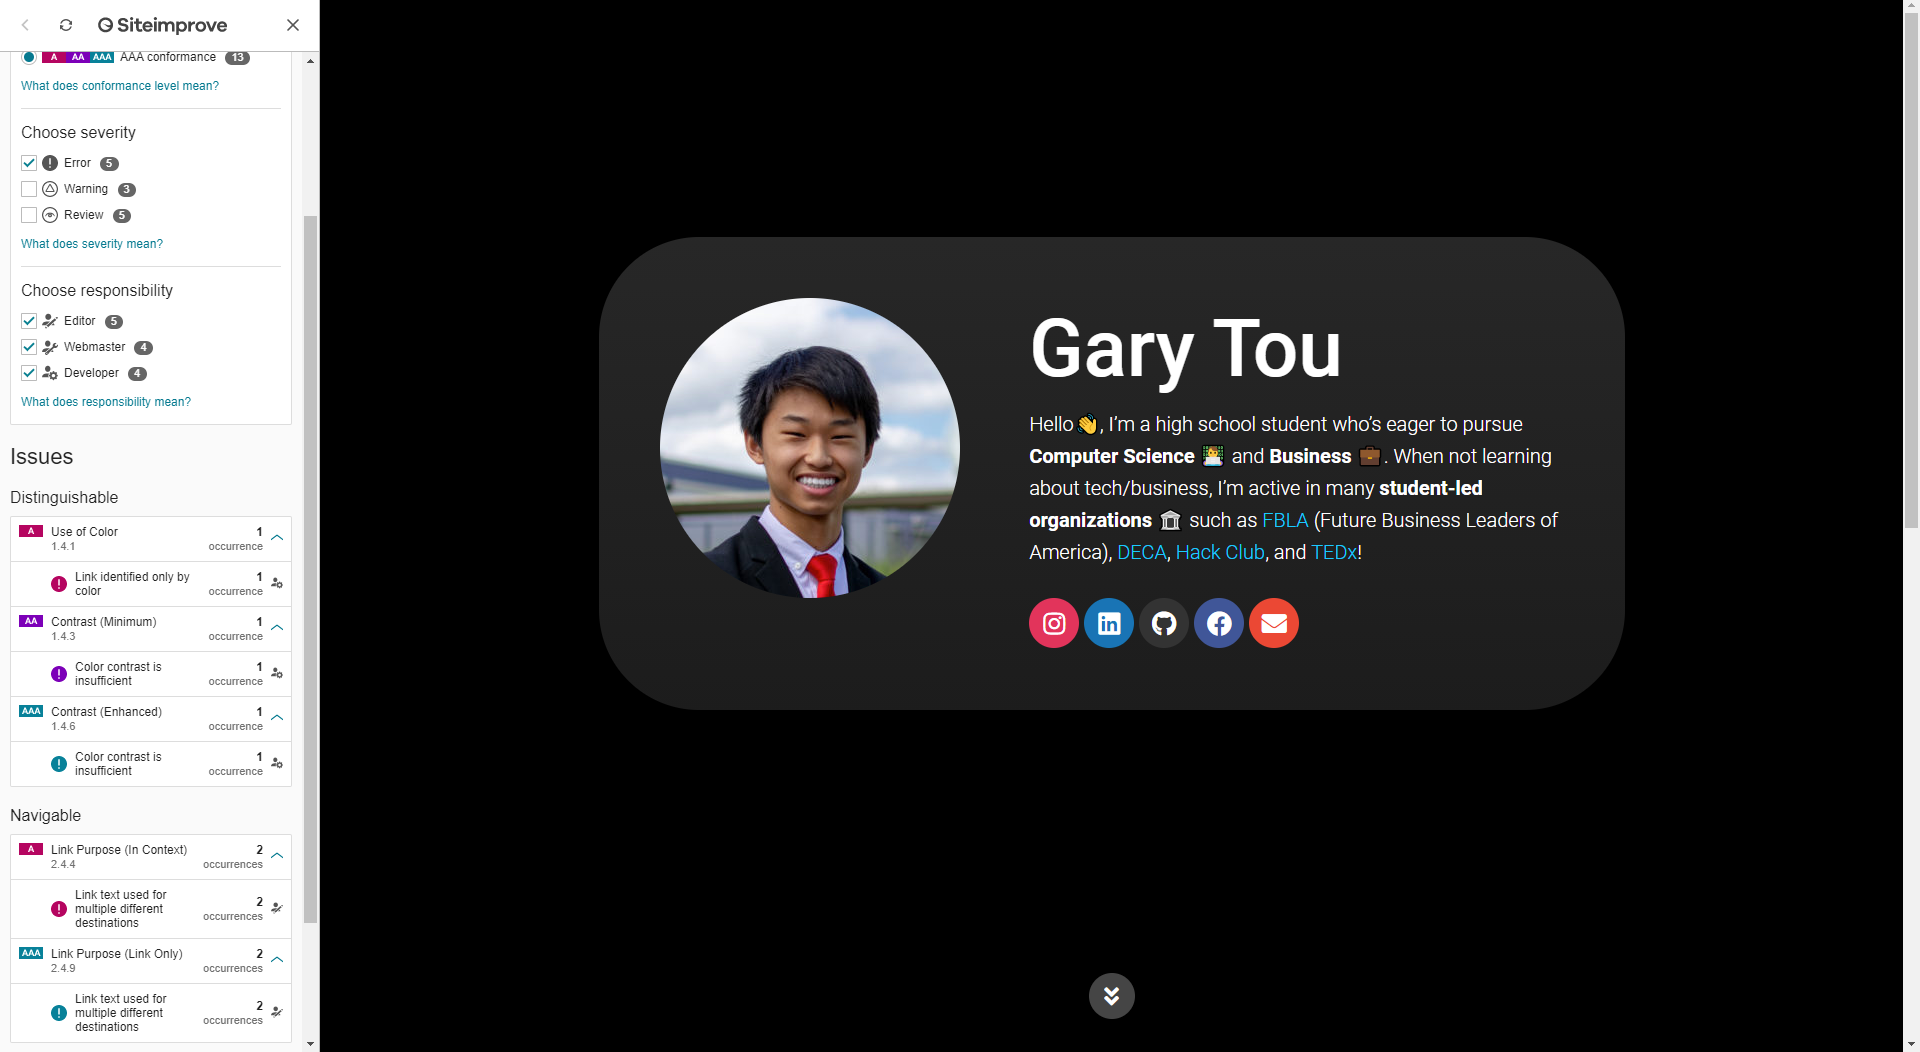 Siteimprove
A AA AAA AAA conformance 13
What does conformance level mean?
Choose severity
Error 5
Warning 3
Review 5
What does severity mean?
Choose responsibility
Editor 5
Webmaster 4
Developer 4
What does responsibility mean?
Issues
Distinguishable
A Use of Color 1
1.4.1 occurrence
Link identified only by 1
color occurrence
AA Contrast (Minimum) 1
1.4.3 occurrence
Color contrast is 1
insufficient occurrence
AAA Contrast (Enhanced) 1
1.4.6 occurrence
Color contrast is 1
insufficient occurrence
Navigable
A Link Purpose (In Context) 2
2.4.4 occurrences
Link text used for
multiple different 2
destinations occurrences
AAA Link Purpose (Link Only) 2
2.4.9 occurrences
Link text used for
multiple different 2
destinations occurrences
Gary Tou
Hello 👋, I’m a high school student who’s eager to pursue
Computer Science 👨‍💻 and Business 💼. When not learning
about tech/business, I’m active in many student-led
organizations 🏛 such as FBLA (Future Business Leaders of
America), DECA, Hack Club, and TEDx!